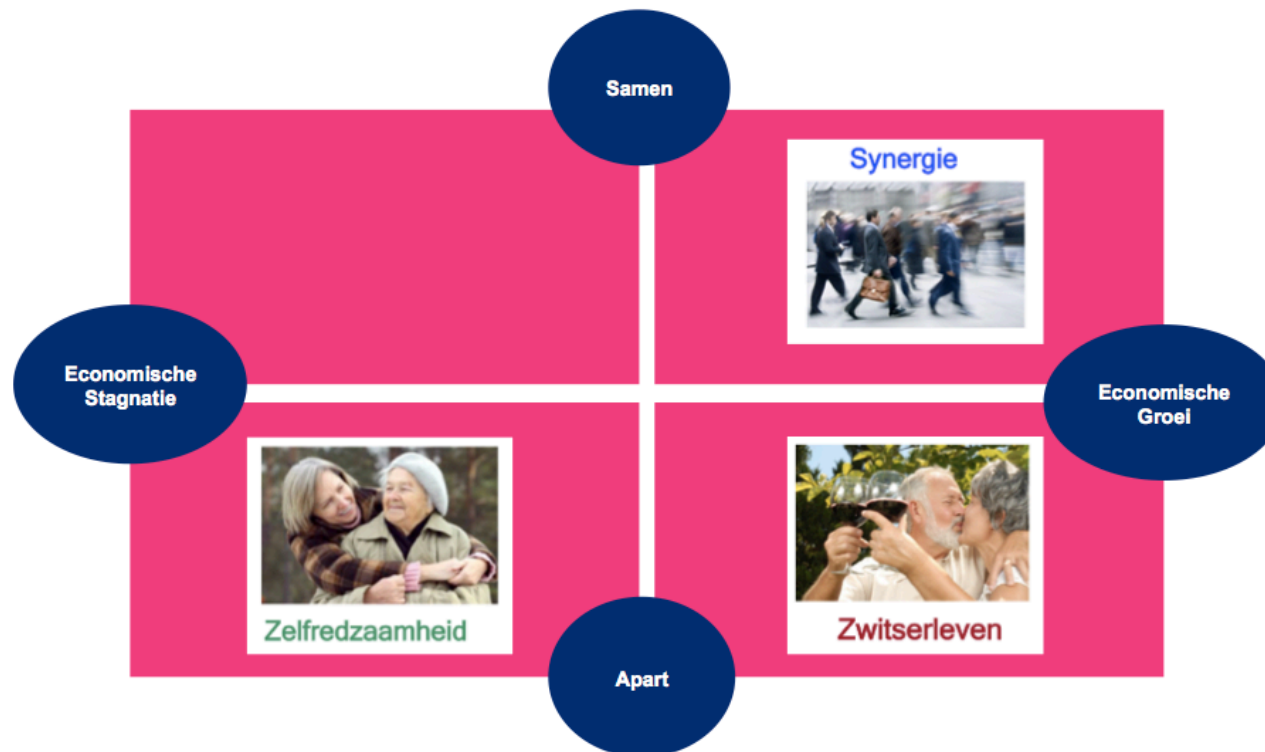 Samen
Synergie
Economische
Stagnatie
Economische
Groei
Zelfredzaamheid
Zwitserleven
Apart